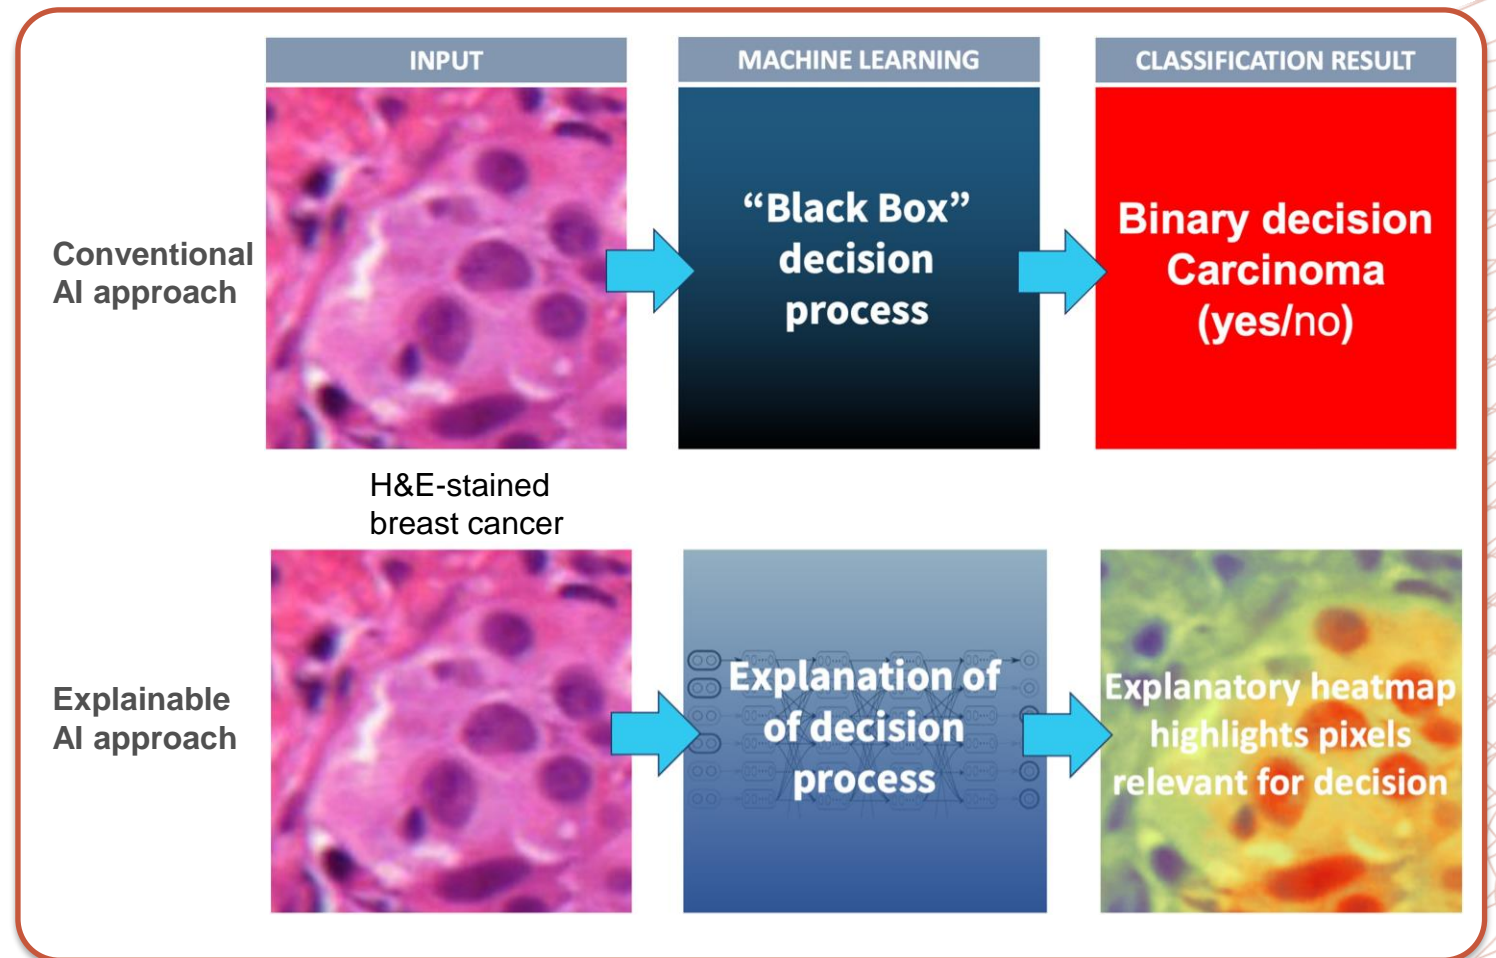 INPUT
MACHINE LEARNING
CLASSIFICATION RESULT
Conventional
AI approach
“Black Box”
decision
process
Binary decision
Carcinoma
(yes/no)
H&E-stained
breast cancer
Explainable
AI approach
Explanation of
of decision
process
Explanatory heatmap
highlights pixels
relevant for decision